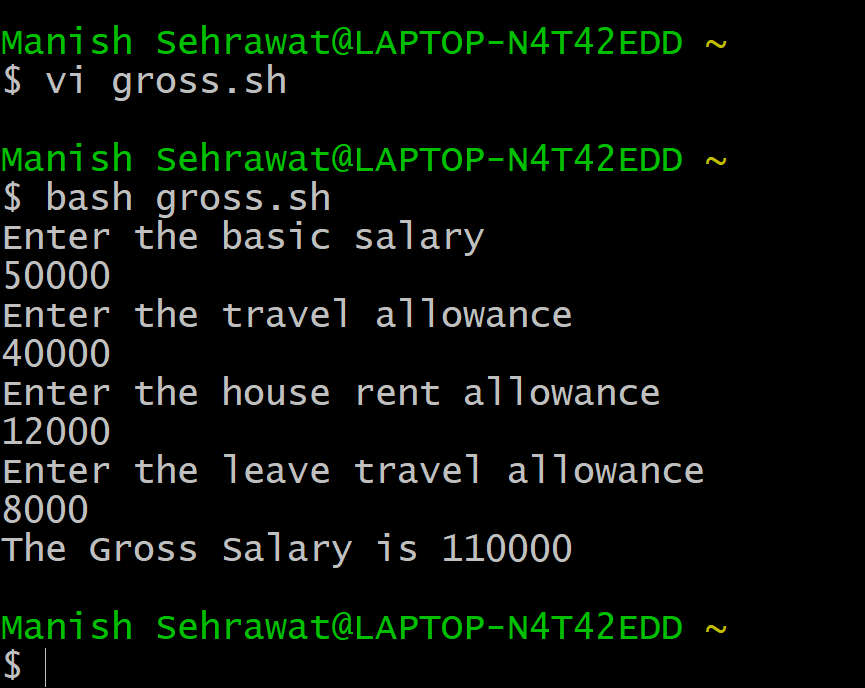 Manish Sehrawat@LAPTOP-N4T42EDD ~
$ vi gross.sh
Manish Sehrawat@LAPTOP-N4T42EDD ~
$ bash gross.sh
Enter the basic salary
50000
Enter the travel allowance
40000
Enter the house rent allowance
12000
Enter the leave travel allowance
8000
The Gross Salary is 110000
Manish Sehrawat@LAPTOP-N4T42EDD ~
$